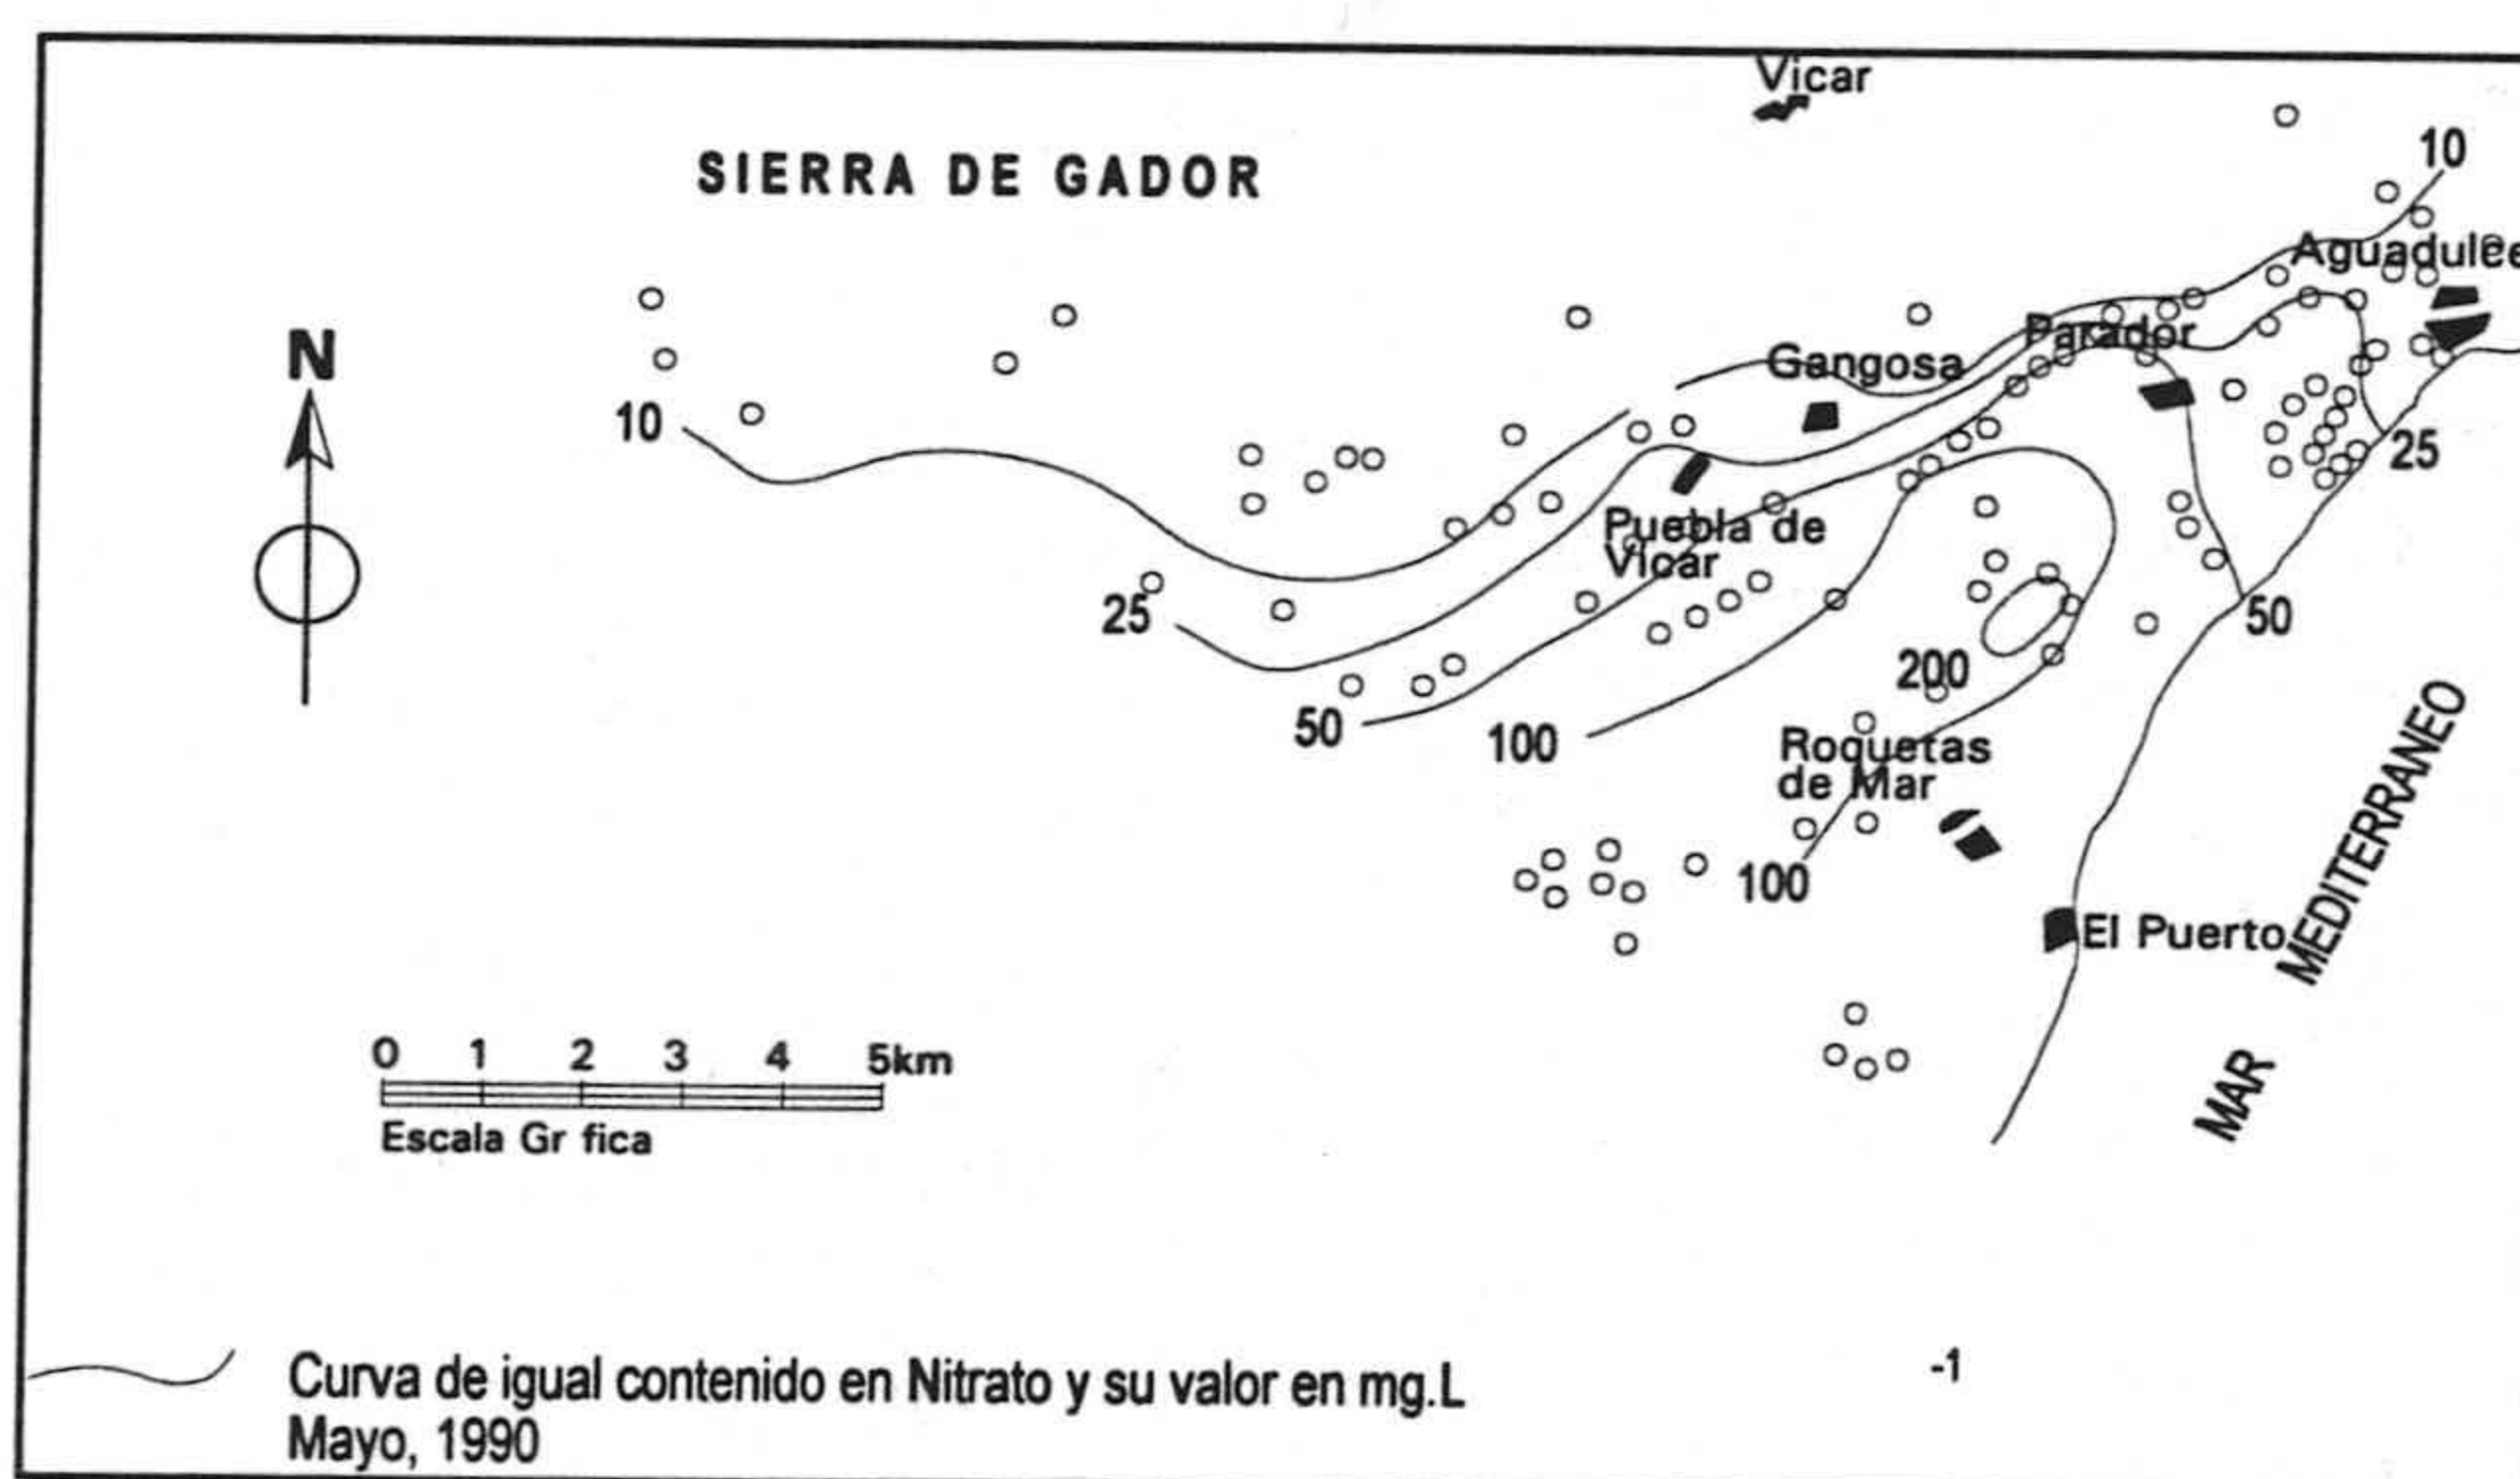 Vicar
SIERRA DE GADOR
10
Aguadulce
N
Parador
Gangosa
10
25
Puebla de
Vicar
25
50
200
50
100
Roquetas
de Mar
100
El Puerto
MAR MEDITERRANEO
0 1 2 3 4 5km
Escala Gr fica
Curva de igual contenido en Nitrato y su valor en mg.L -1
Mayo, 1990